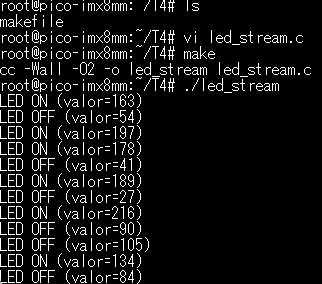 root@pico-imx8mm: /T4# ls
makefile
root@pico-imx8mm:~/T4# vi led_stream.c
root@pico-imx8mm:~/T4# make
cc -Wall -O2 -o led_stream led_stream.c
root@pico-imx8mm:~/T4# ./led_stream
LED ON (valor=163)
LED OFF (valor=54)
LED ON (valor=197)
LED ON (valor=178)
LED OFF (valor=41)
LED ON (valor=189)
LED OFF (valor=27)
LED ON (valor=216)
LED OFF (valor=90)
LED OFF (valor=105)
LED ON (valor=134)
LED OFF (valor=84)